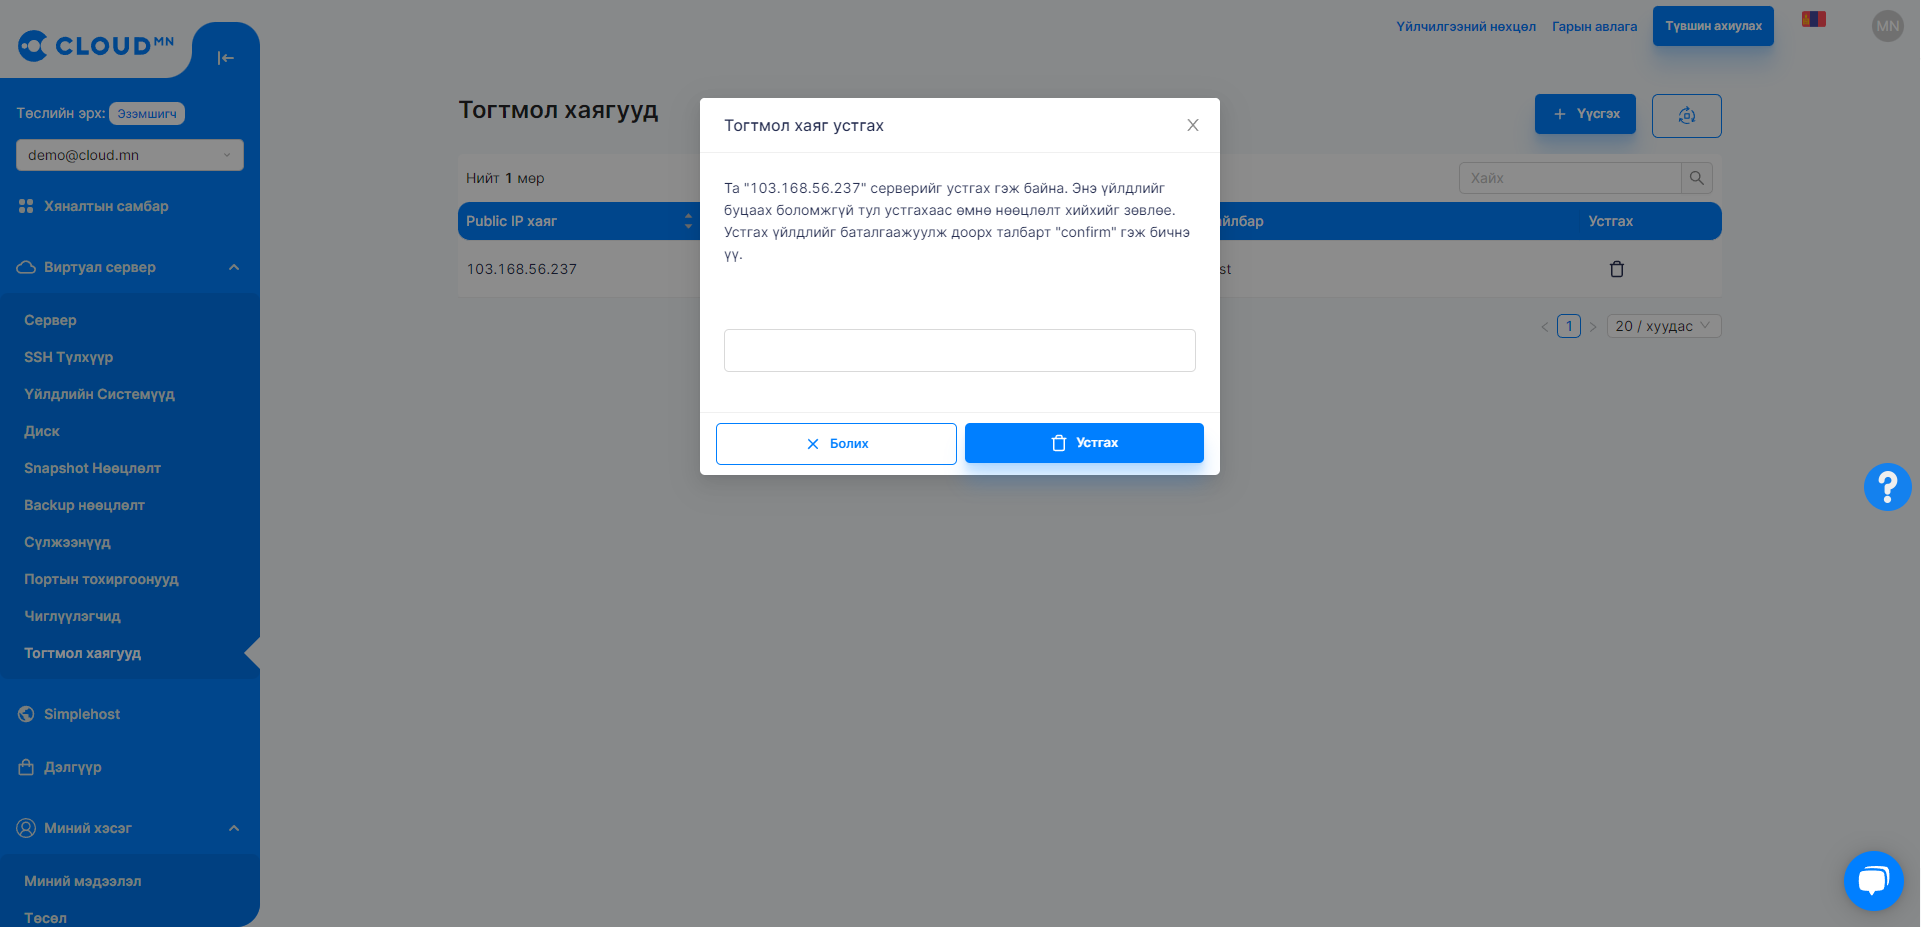 CLOUD MN
Үйлчилгээний нөхцөл
Гарын авлага
Түвшин ахиулах
MN
Төслийн эрх: Эзэмшигч
demo@cloud.mn
Хяналтын самбар
Виртуал сервер
Сервер
SSH Түлхүүр
Үйлдлийн Системүүд
Диск
Snapshot Нөөцлөлт
Backup нөөцлөлт
Сүлжээнүүд
Портын тохиргоонууд
Чиглүүлэгчид
Тогтмол хаягууд
Simplehost
Дэлгүүр
Миний хэсэг
Миний мэдээлэл
Төсөл
Тогтмол хаягууд
Үүсгэх
Нийт 1 мөр
Хайх
Public IP хаяг
йлбар
Устгах
103.168.56.237
st
1
20 / хуудас
Тогтмол хаяг устгах
Та "103.168.56.237" серверийг устгах гэж байна. Энэ үйлдлийг
буцаах боломжгүй тул устгахаас өмнө нөөцлөлт хийхийг зөвлөе.
Устгах үйлдлийг баталгаажуулж доорх талбарт "confirm" гэж бичнэ
үү.
Болих
Устгах